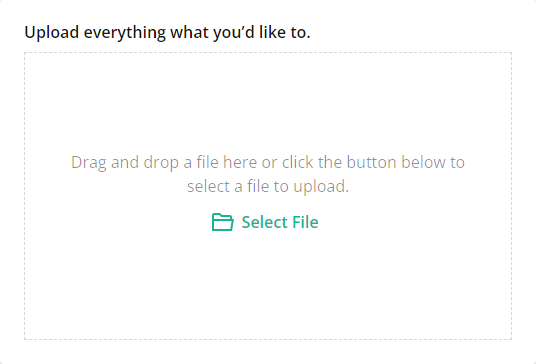 Upload everything what you’d like to.
Drag and drop a file here or click the button below to
select a file to upload.
Select File